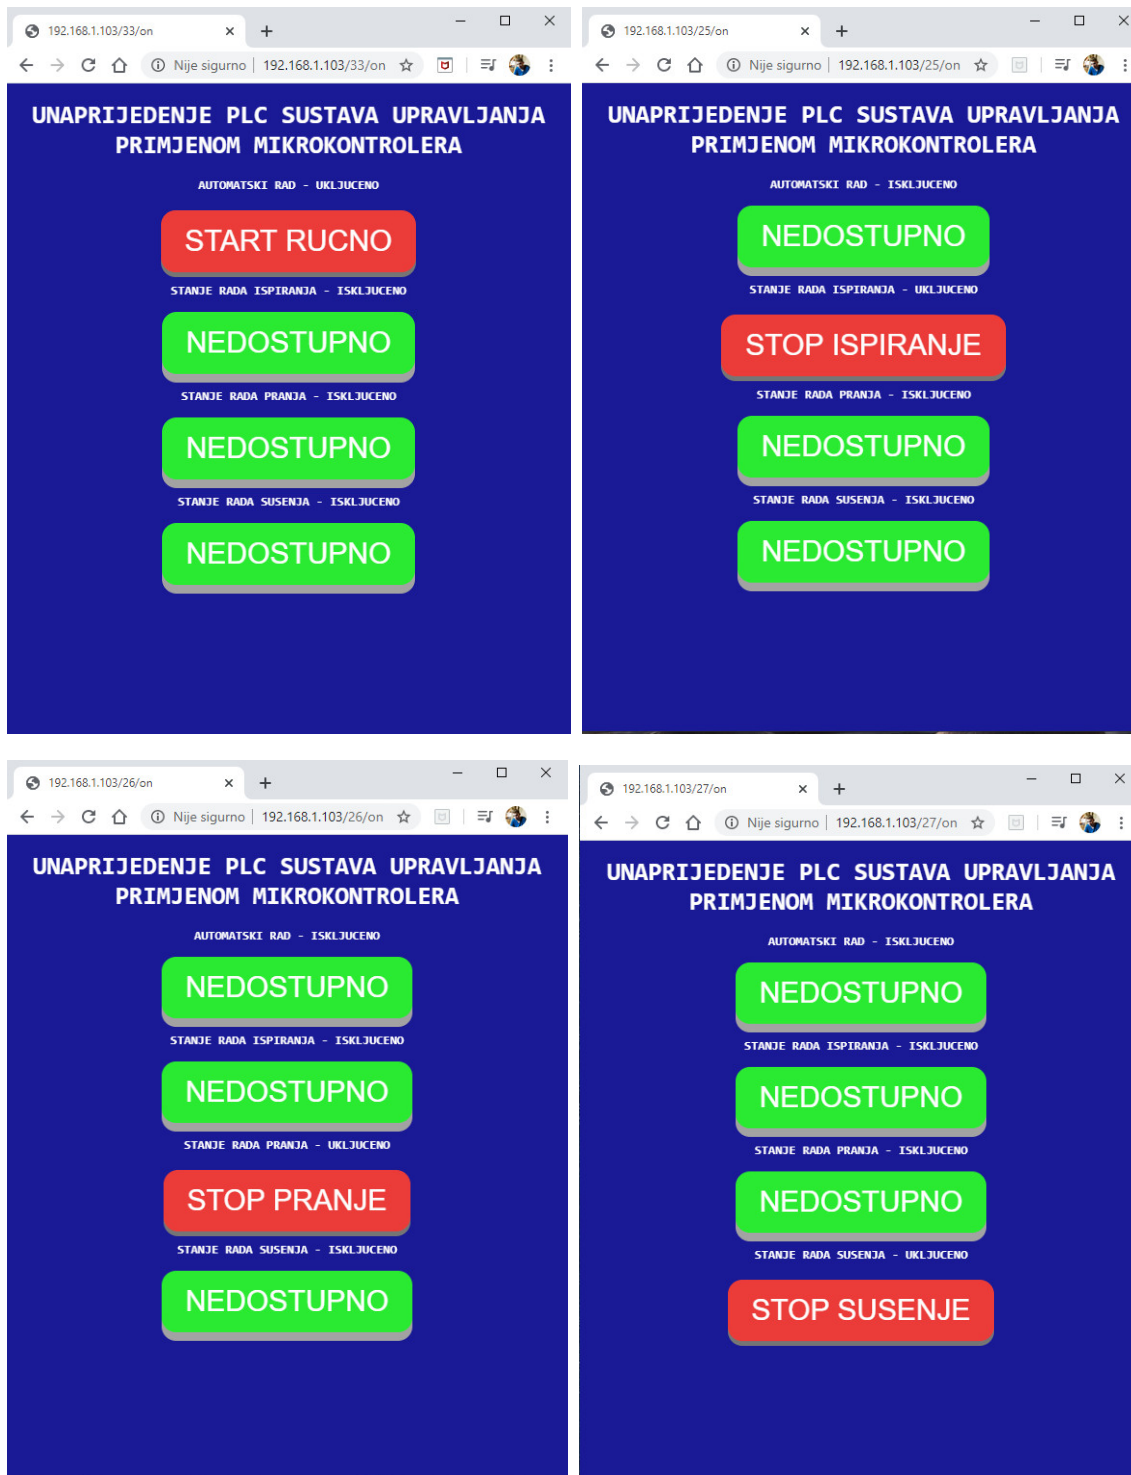 192.168.1.103/33/on
Nije sigurno | 192.168.1.103/33/on
UNAPRIJEDENJE PLC SUSTAVA UPRAVLJANJA
PRIMJENOM MIKROKONTROLERA
AUTOMATSKI RAD - UKLJUCENO
START RUCNO
STANJE RADA ISPIRANJA - ISKLJUCENO
NEDOSTUPNO
STANJE RADA PRANJA - ISKLJUCENO
NEDOSTUPNO
STANJE RADA SUSENJA - ISKLJUCENO
NEDOSTUPNO
192.168.1.103/25/on
Nije sigurno | 192.168.1.103/25/on
UNAPRIJEDENJE PLC SUSTAVA UPRAVLJANJA
PRIMJENOM MIKROKONTROLERA
AUTOMATSKI RAD - ISKLJUCENO
NEDOSTUPNO
STANJE RADA ISPIRANJA - UKLJUCENO
STOP ISPIRANJE
STANJE RADA PRANJA - ISKLJUCENO
NEDOSTUPNO
STANJE RADA SUSENJA - ISKLJUCENO
NEDOSTUPNO
192.168.1.103/26/on
Nije sigurno | 192.168.1.103/26/on
UNAPRIJEDENJE PLC SUSTAVA UPRAVLJANJA
PRIMJENOM MIKROKONTROLERA
AUTOMATSKI RAD - ISKLJUCENO
NEDOSTUPNO
STANJE RADA ISPIRANJA - ISKLJUCENO
NEDOSTUPNO
STANJE RADA PRANJA - UKLJUCENO
STOP PRANJE
STANJE RADA SUSENJA - ISKLJUCENO
NEDOSTUPNO
192.168.1.103/27/on
Nije sigurno | 192.168.1.103/27/on
UNAPRIJEDENJE PLC SUSTAVA UPRAVLJANJA
PRIMJENOM MIKROKONTROLERA
AUTOMATSKI RAD - ISKLJUCENO
NEDOSTUPNO
STANJE RADA ISPIRANJA - ISKLJUCENO
NEDOSTUPNO
STANJE RADA PRANJA - ISKLJUCENO
NEDOSTUPNO
STANJE RADA SUSENJA - UKLJUCENO
STOP SUSENJE